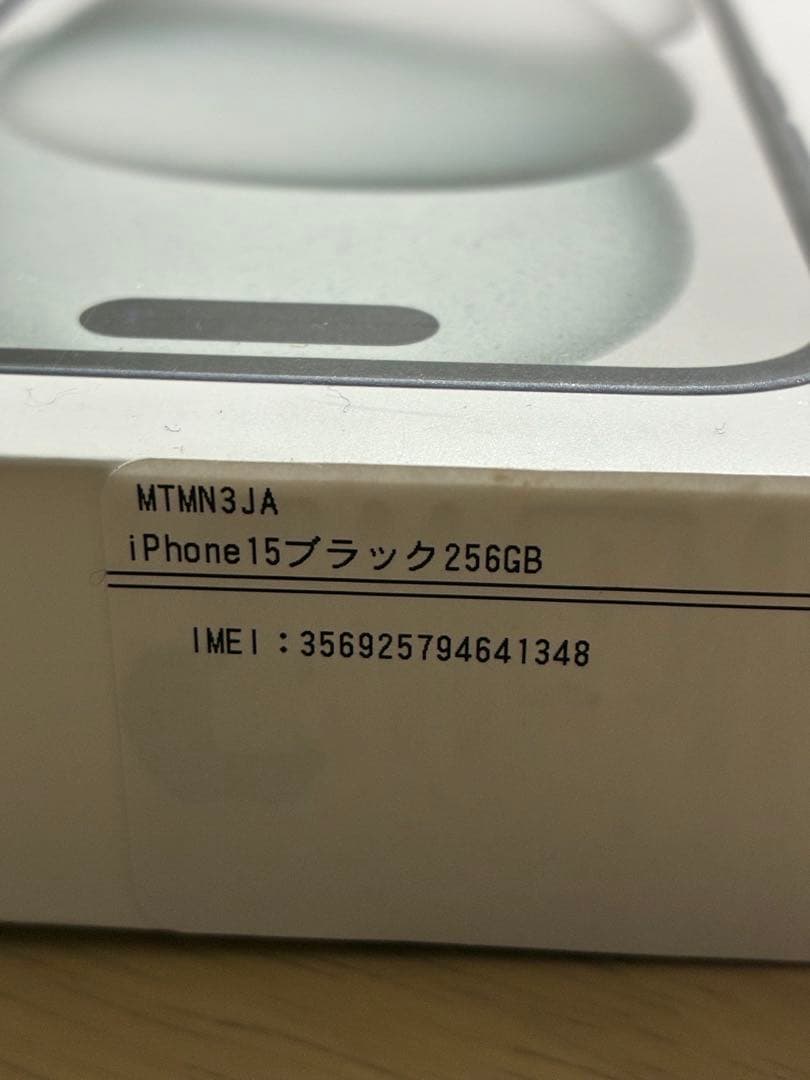 MTMN3JA
iPhone15ブラック256GB
IMEI：356925794641348